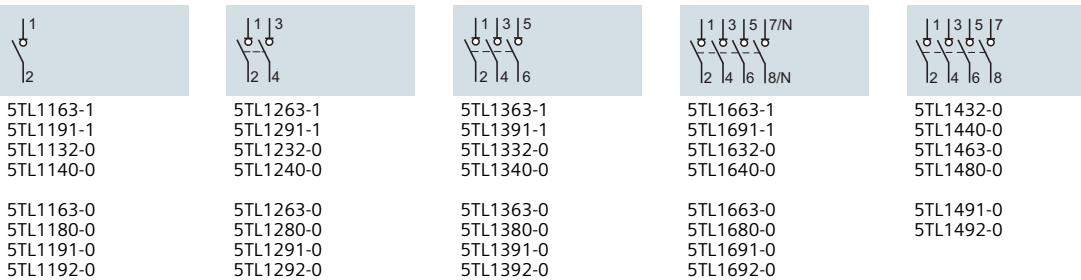 1
2
1 3
2 4
1 3 5
2 4 6
1 3 5 7/N
2 4 6 8/N
1 3 5 7
2 4 6 8
5TL1163-1
5TL1191-1
5TL1132-0
5TL1140-0
5TL1163-0
5TL1180-0
5TL1191-0
5TL1192-0
5TL1263-1
5TL1291-1
5TL1232-0
5TL1240-0
5TL1263-0
5TL1280-0
5TL1291-0
5TL1292-0
5TL1363-1
5TL1391-1
5TL1332-0
5TL1340-0
5TL1363-0
5TL1380-0
5TL1391-0
5TL1392-0
5TL1663-1
5TL1691-1
5TL1632-0
5TL1640-0
5TL1663-0
5TL1680-0
5TL1691-0
5TL1692-0
5TL1432-0
5TL1440-0
5TL1463-0
5TL1480-0
5TL1491-0
5TL1492-0